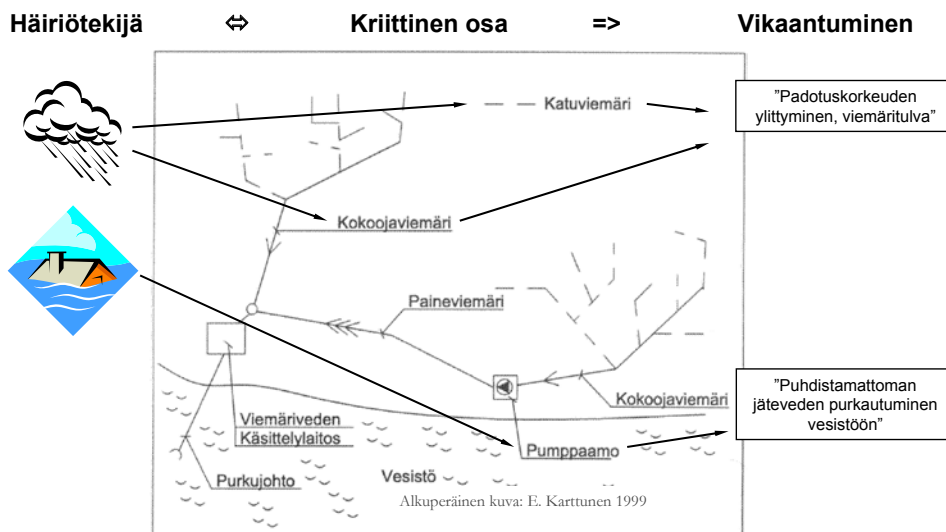 Häiriötekijä ⇔ Kriittinen osa => Vikaantuminen
"Padotuskorkeuden
ylittyminen, viemäritulva”
Katuviemäri
Kokoojaviemäri
Paineviemäri
Kokoojaviemäri
"Puhdistamattoman
jäteveden purkautuminen
vesistöön”
Viemäriveden
Käsittelylaitos
Pumppaamo
Purkujohto
Vesistö
Alkuperäinen kuva: E. Karttunen 1999